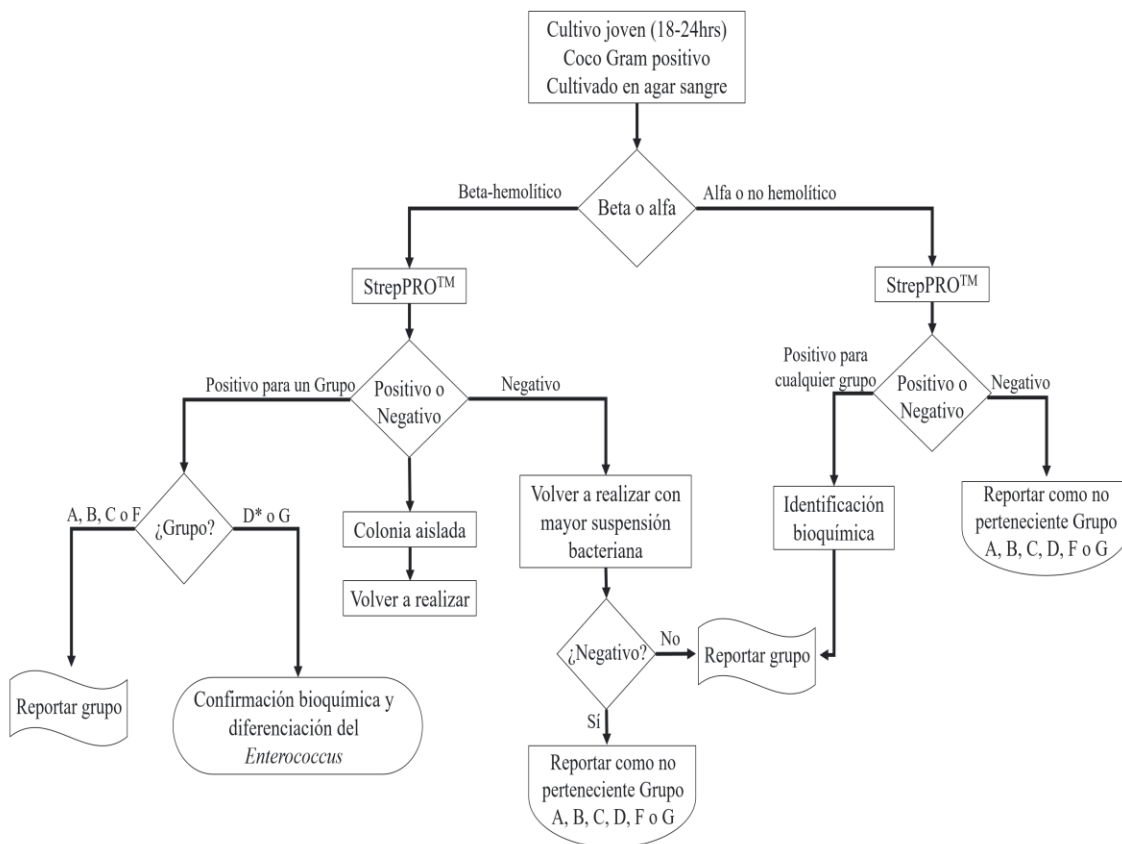 Cultivo joven (18-24hrs)
Coco Gram positivo
Cultivado en agar sangre
Beta-hemolítico
Beta o alfa
Alfa o no hemolítico
StrepPRO™
StrepPRO™
Positivo para un Grupo
Positivo o
Negativo
Negativo
Positivo para
cualquier grupo
Positivo o
Negativo
Negativo
A, B, C o F
¿Grupo?
D* o G
Colonia aislada
Volver a realizar
Volver a realizar con
mayor suspensión
bacteriana
Identificación
bioquímica
Reportar como no
perteneciente Grupo
A, B, C, D, F o G
Reportar grupo
Confirmación bioquímica y
diferenciación del
Enterococcus
¿Negativo?
No
Reportar grupo
Sí
Reportar como no
perteneciente Grupo
A, B, C, D, F o G